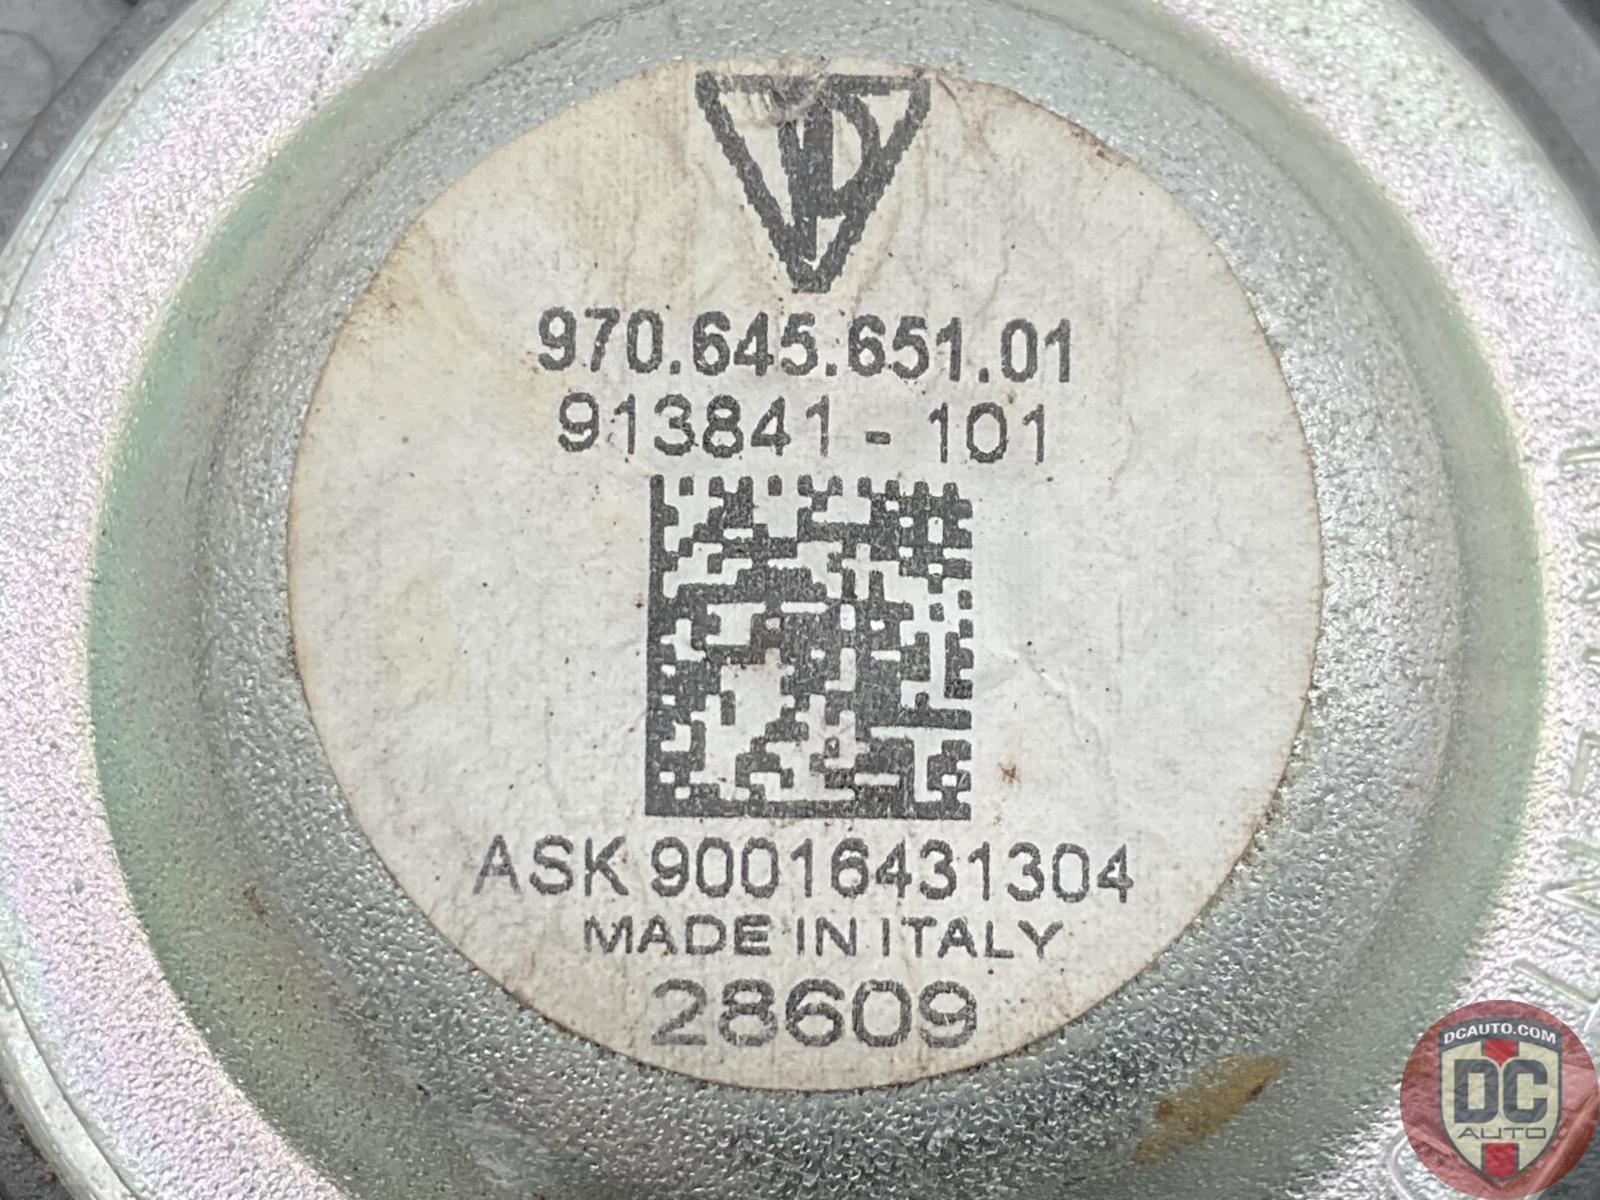 970.645.651.01
913841 - 101
ASK 90016431304
MADE IN ITALY
28609
DCAUTO.COM
DC
AUTO